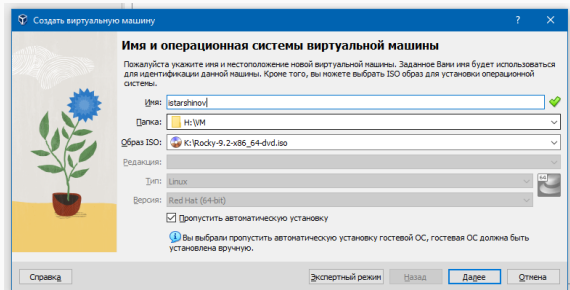 Создать виртуальную машину
? X
Имя и операционная системы виртуальной машины
Пожалуйста укажите имя и местоположение новой виртуальной машины. Заданное Вами имя будет использоваться
для идентификации данной машины. Кроме того, вы можете выбрать ISO образ для установки операционной
системы.
Имя: istarshinov
Папка: H:\VM
Образ ISO: K:\Rocky-9.2-x86_64-dvd.iso
Редакция:
Тип: Linux
Версия: Red Hat (64-bit)
64
Пропустить автоматическую установку
Вы выбрали пропустить автоматическую установку гостевой ОС, гостевая ОС должна быть
установлена вручную.
Справка Экспертный режим Назад Далее Отмена